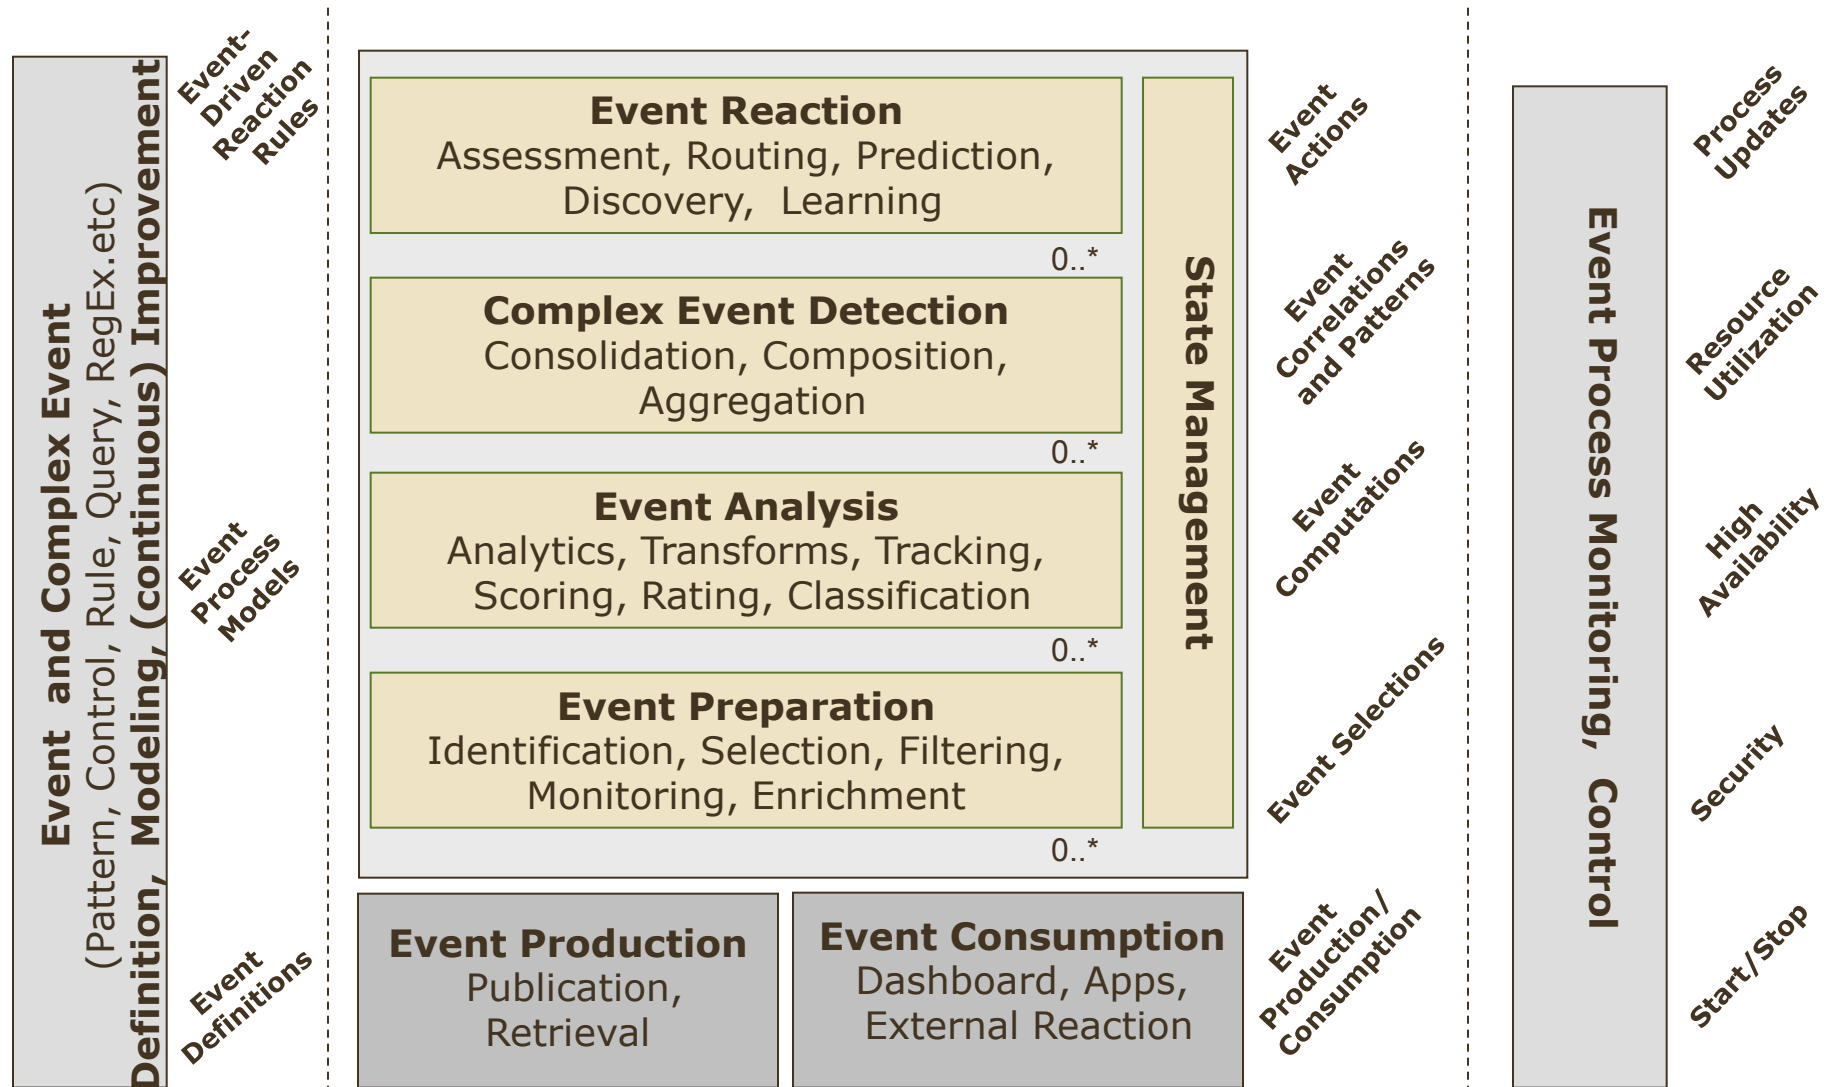 Event and Complex Event
(Pattern, Control, Rule, Query, RegEx.etc)
Definition, Modeling, (continuous) Improvement
Event-
Driven
Reaction
Rules
Event
Process
Models
Event
Definitions
Event Reaction
Assessment, Routing, Prediction,
Discovery, Learning
0..*
Complex Event Detection
Consolidation, Composition,
Aggregation
0..*
Event Analysis
Analytics, Transforms, Tracking,
Scoring, Rating, Classification
0..*
Event Preparation
Identification, Selection, Filtering,
Monitoring, Enrichment
0..*
State Management
Event Production
Publication,
Retrieval
Event Consumption
Dashboard, Apps,
External Reaction
Event
Actions
Event
Correlations
and Patterns
Event
Computations
Event Selections
Event
Production/
Consumption
Event Process Monitoring, Control
Process
Updates
Resource
Utilization
High
Availability
Security
Start/Stop